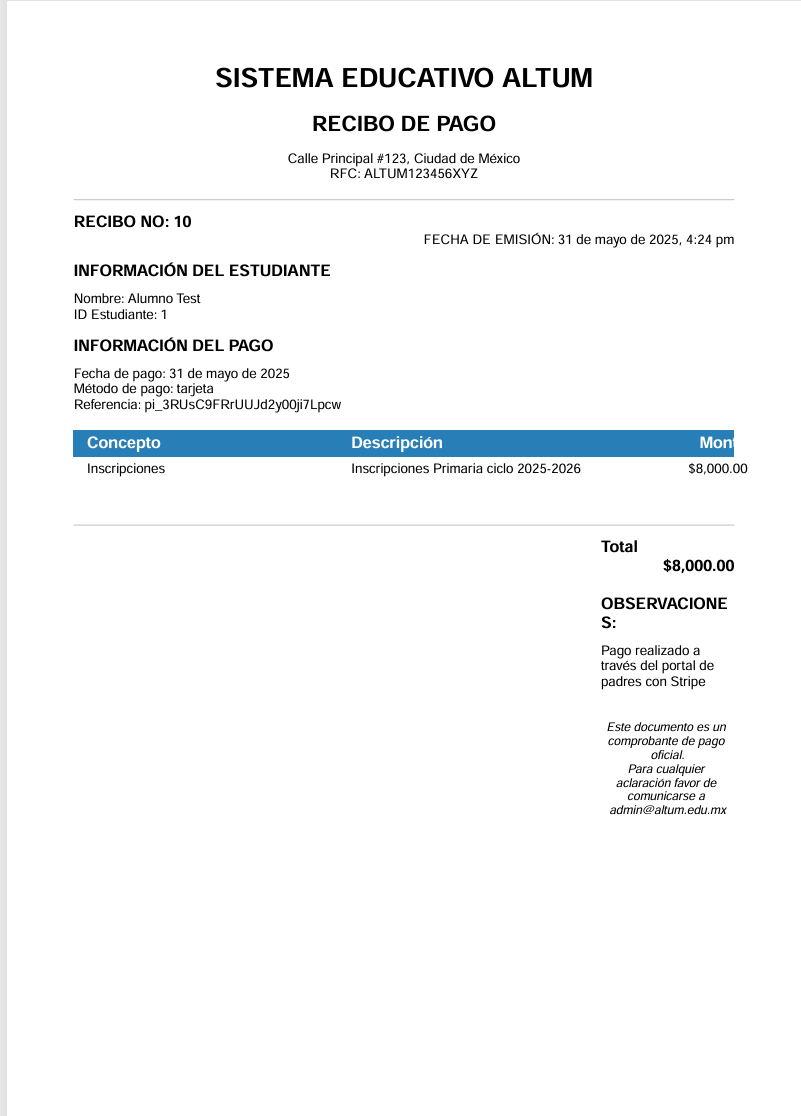 SISTEMA EDUCATIVO ALTUM
RECIBO DE PAGO
Calle Principal #123, Ciudad de México
RFC: ALTUM123456XYZ
RECIBO NO: 10
FECHA DE EMISIÓN: 31 de mayo de 2025, 4:24 pm
INFORMACIÓN DEL ESTUDIANTE
Nombre: Alumno Test
ID Estudiante: 1
INFORMACIÓN DEL PAGO
Fecha de pago: 31 de mayo de 2025
Método de pago: tarjeta
Referencia: pi_3RUsC9FRrUUJd2y00ji7Lpcw
Concepto Descripción Mont
Inscripciones Inscripciones Primaria ciclo 2025-2026 $8,000.00
Total
$8,000.00
OBSERVACIONE
S:
Pago realizado a
través del portal de
padres con Stripe
Este documento es un
comprobante de pago
oficial.
Para cualquier
aclaración favor de
comunicarse a
admin@altum.edu.mx